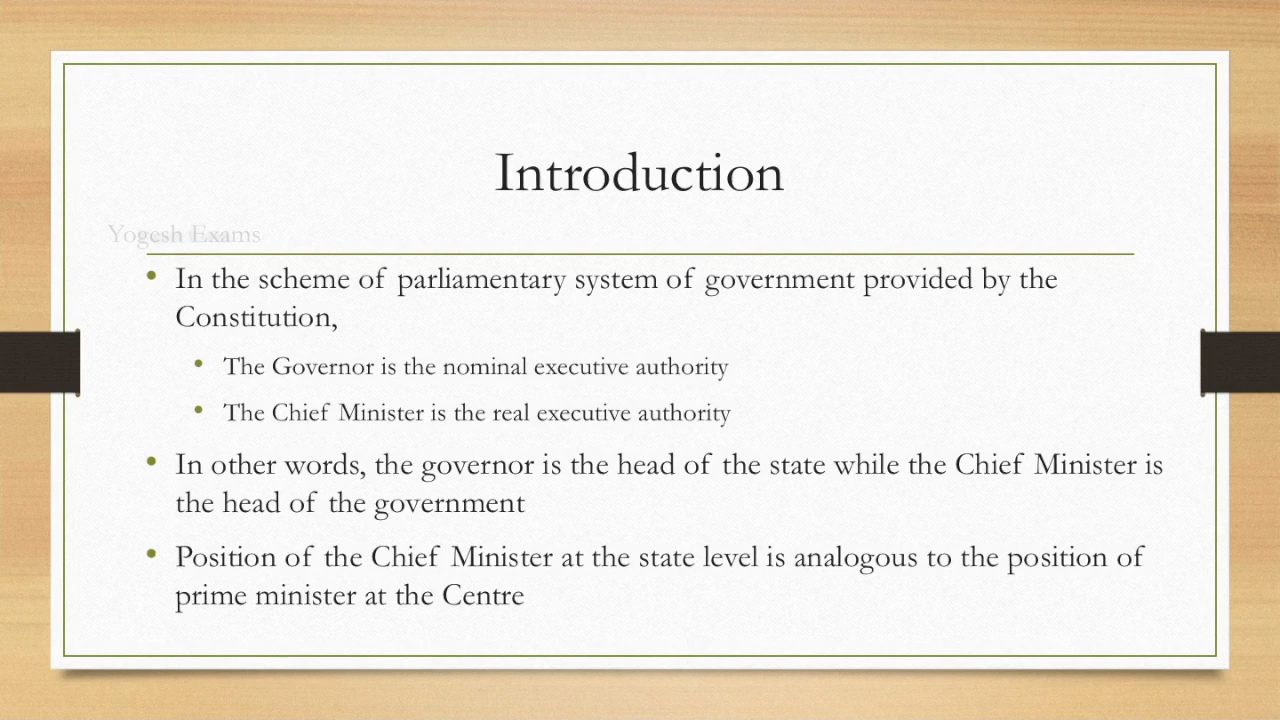 Introduction
Yogesh Exams
• In the scheme of parliamentary system of government provided by the
Constitution,
• The Governor is the nominal executive authority
• The Chief Minister is the real executive authority
• In other words, the governor is the head of the state while the Chief Minister is
the head of the government
• Position of the Chief Minister at the state level is analogous to the position of
prime minister at the Centre